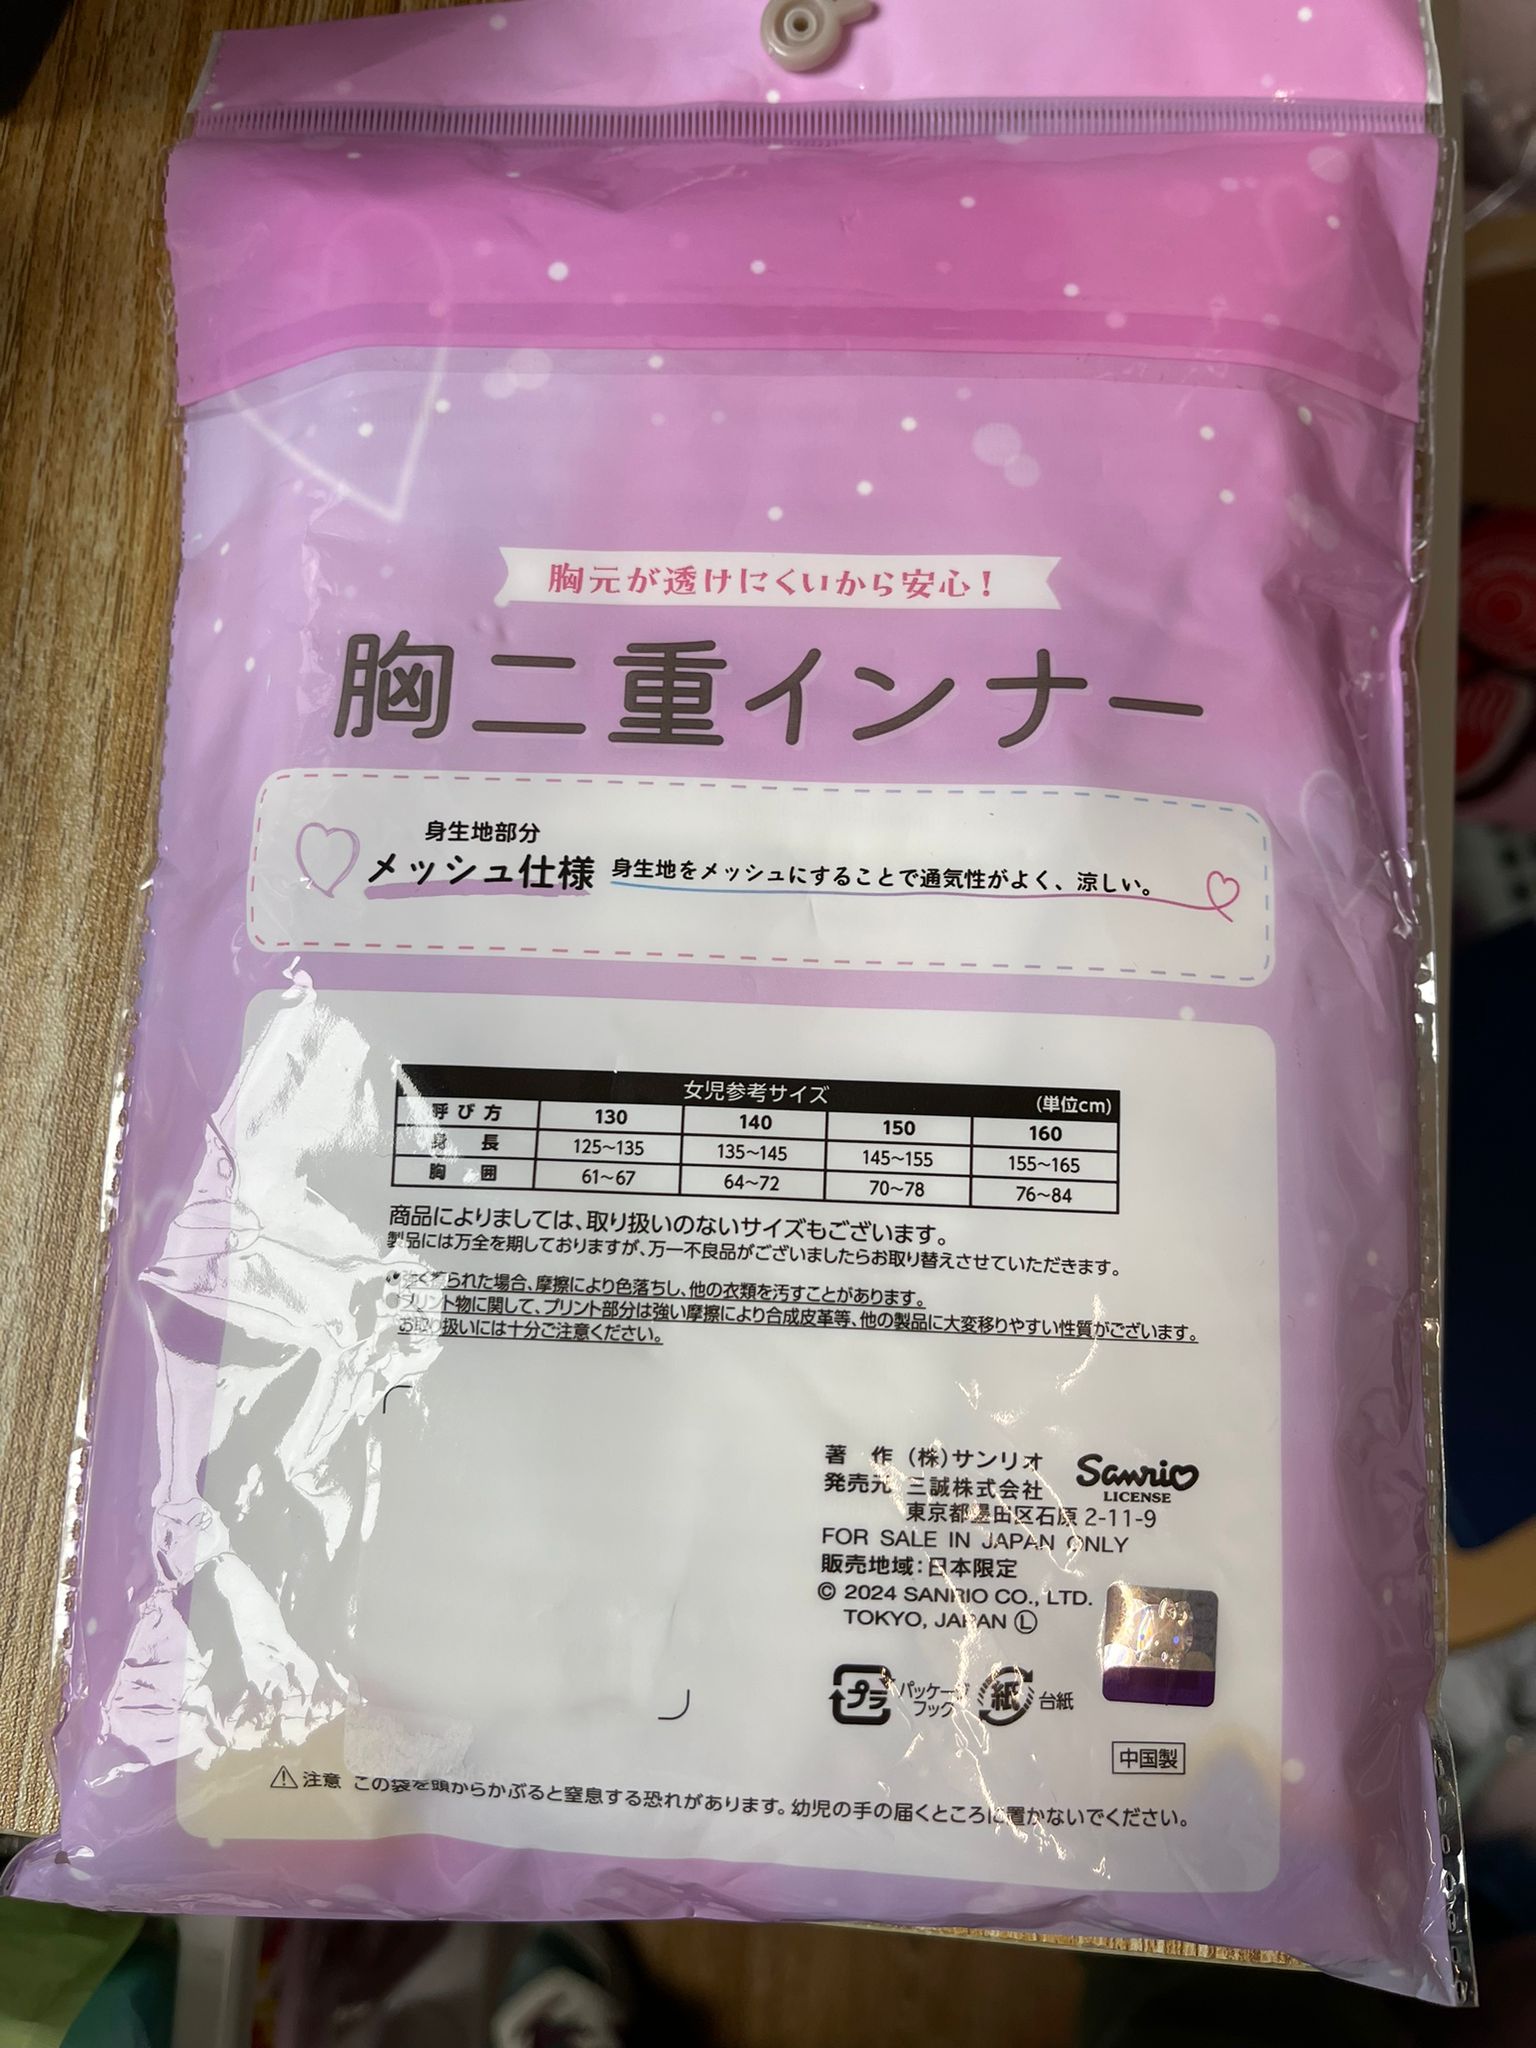 胸元が透けにくいから安心！
胸二重インナー
身生地部分
メッシュ仕様 身生地をメッシュにすることで通気性がよく、涼しい。
女児参考サイズ (単位cm)
呼び方 130 140 150 160
身 長 125~135 135~145 145~155 155~165
胸 囲 61~67 64~72 70~78 76~84
商品によりましては、取り扱いのないサイズもございます。
製品には万全を期しておりますが、万一不良品がございましたらお取り替えさせていただきます。
られた場合、摩擦により色落ちし、他の衣類を汚すことがあります。
●プリント物に関して、プリント部分は強い摩擦により合成皮革等、他の製品に大変移りやすい性質がございます。
お取り扱いには十分ご注意ください。
著 作 (株)サンリオ
発売元 三誠株式会社
東京都墨田区石原 2-11-9
Sanrio
LICENSE
FOR SALE IN JAPAN ONLY
販売地域：日本限定
© 2024 SANRIO CO., LTD.
TOKYO, JAPAN Ⓛ
プラ パッケージ
フック
紙 台紙
中国製
⚠注意 この袋を頭からかぶると窒息する恐れがあります。幼児の手の届くところに置かないでください。